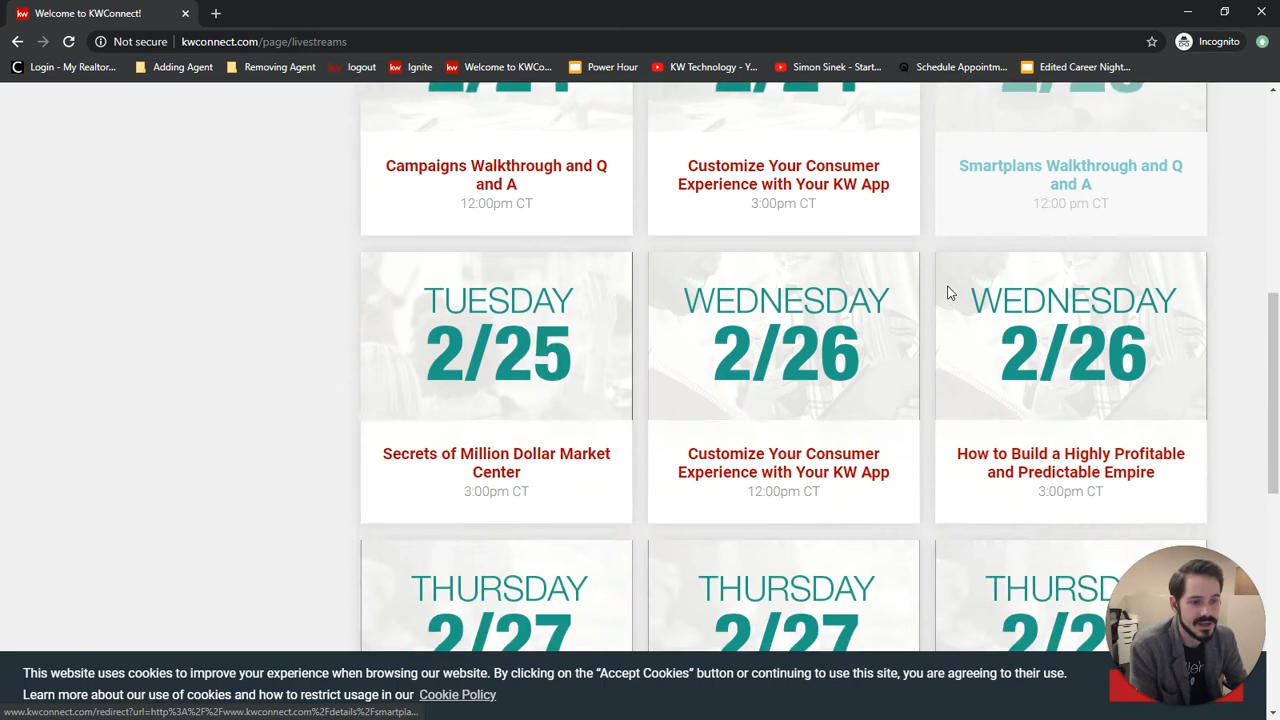 Welcome to KWConnect!
Not secure
kwconnect.com/page/livestreams
Incognito
Login - My Realtor...
Adding Agent
Removing Agent
logout
Ignite
Welcome to KWCo...
Power Hour
KW Technology - Y...
Simon Sinek - Start...
Schedule Appointm...
Edited Career Night...
Campaigns Walkthrough and Q
and A
12:00pm CT
Customize Your Consumer
Experience with Your KW App
3:00pm CT
Smartplans Walkthrough and Q
and A
12:00 pm CT
TUESDAY
2/25
Secrets of Million Dollar Market
Center
3:00pm CT
WEDNESDAY
2/26
Customize Your Consumer
Experience with Your KW App
12:00pm CT
WEDNESDAY
2/26
How to Build a Highly Profitable
and Predictable Empire
3:00pm CT
THURSDAY
2/27
THURSDAY
2/27
This website uses cookies to improve your experience when browsing our website. By clicking on the “Accept Cookies” button or continuing to use this site, you are agreeing to their use.
Learn more about our use of cookies and how to restrict usage in our Cookie Policy
www.kwconnect.com/redirect?url=http%3A%2F%2Fwww.kwconnect.com%2Fdetails%2Fsmartpla...